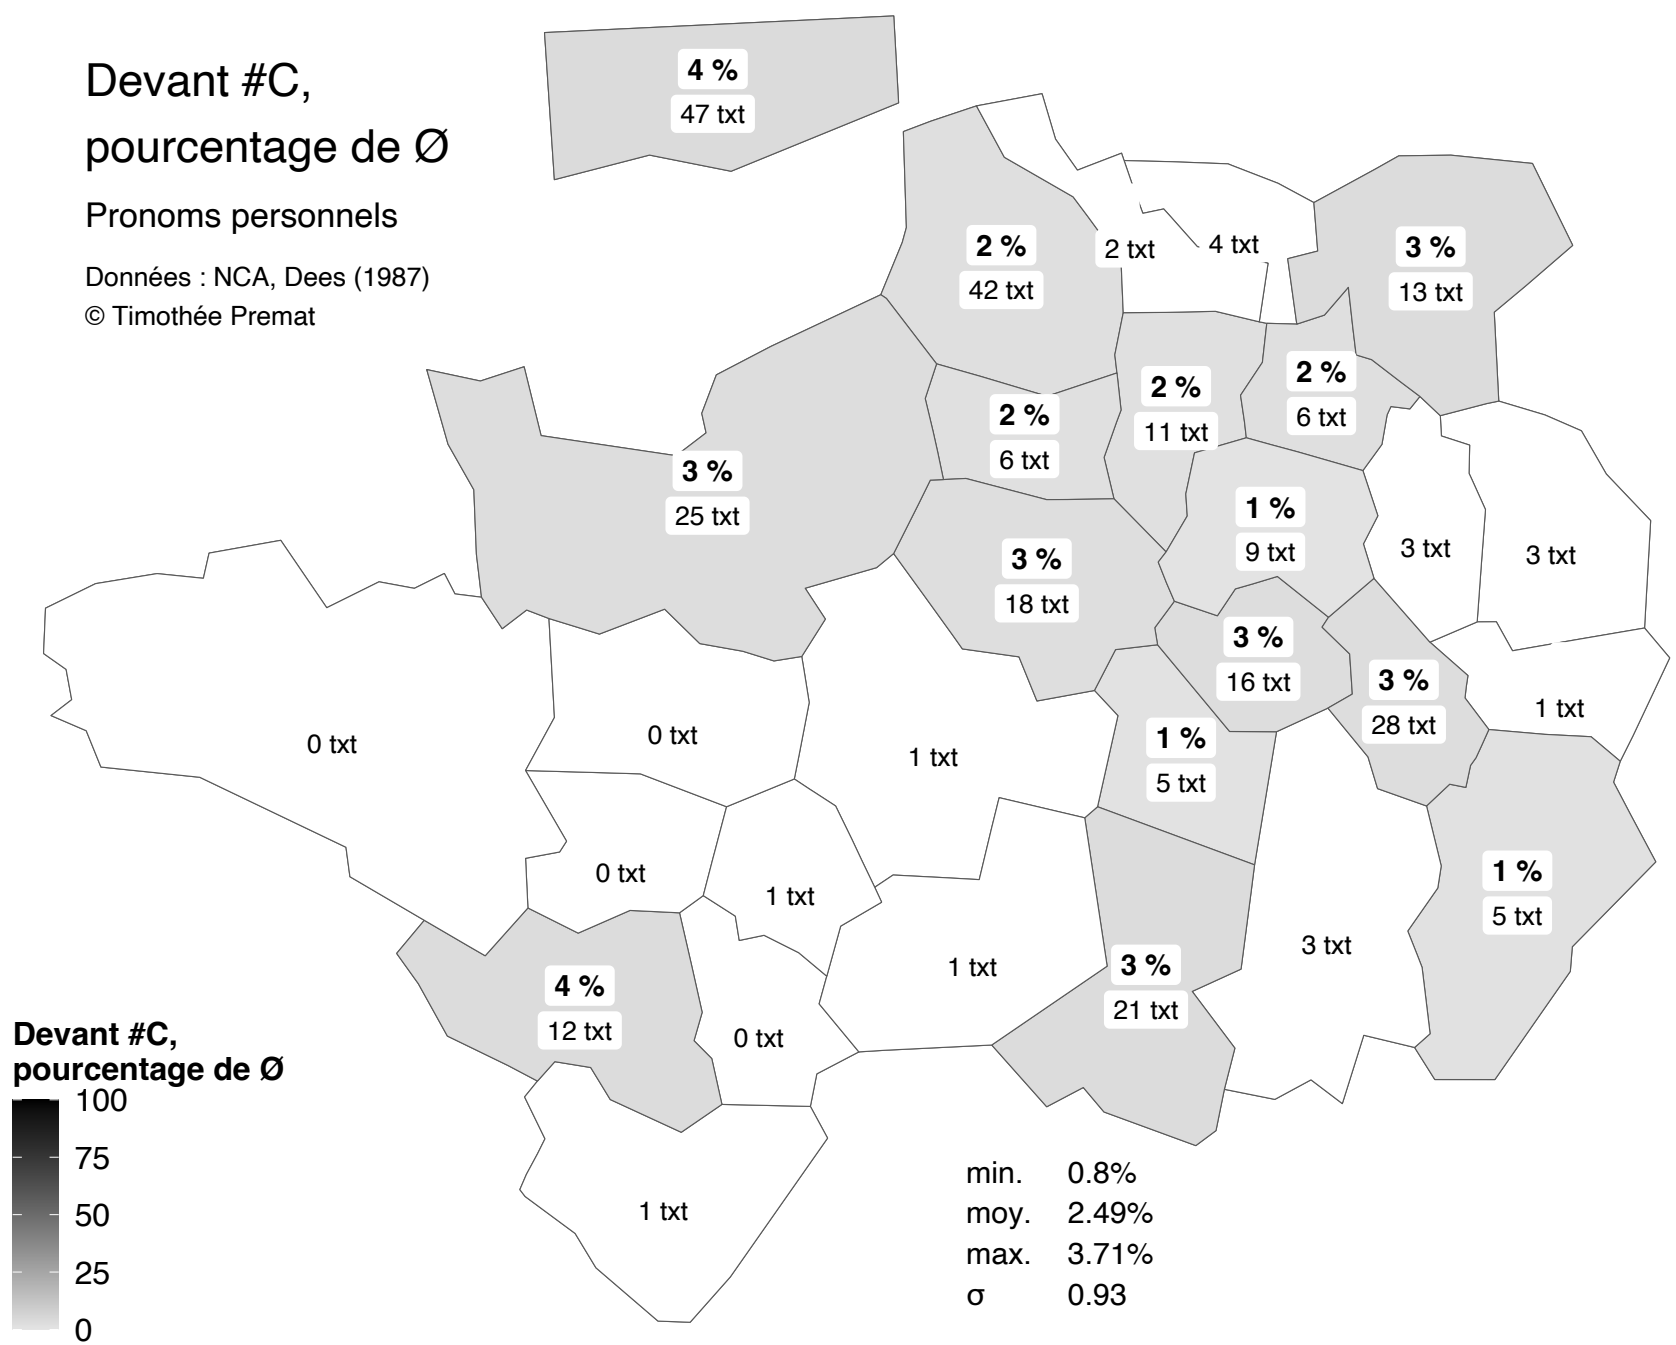 Devant #C,
pourcentage de Ø
Pronoms personnels
Données : NCA, Dees (1987)
© Timothée Premat
4 %
47 txt
2 %
42 txt
2 txt
4 txt
3 %
13 txt
2 %
6 txt
2 %
11 txt
2 %
6 txt
3 %
25 txt
1 %
9 txt
3 txt
3 txt
3 %
18 txt
3 %
16 txt
3 %
28 txt
1 txt
0 txt
0 txt
1 txt
1 %
5 txt
0 txt
1 txt
1 %
5 txt
1 txt
3 %
21 txt
3 txt
4 %
12 txt
0 txt
1 txt
Devant #C,
pourcentage de Ø
100
75
50
25
0
min. 0.8%
moy. 2.49%
max. 3.71%
σ 0.93